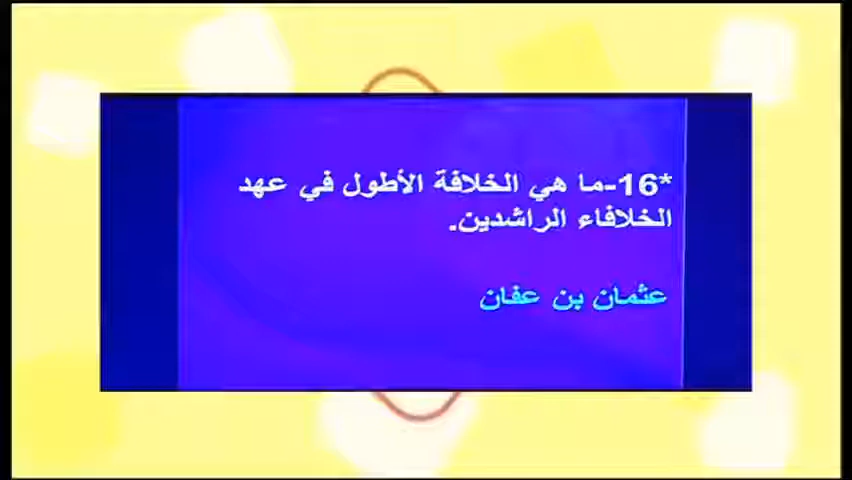 *16-ما هي الخلافة الأطول في عهد
الخلافاء الراشدين.
عثمان بن عفان